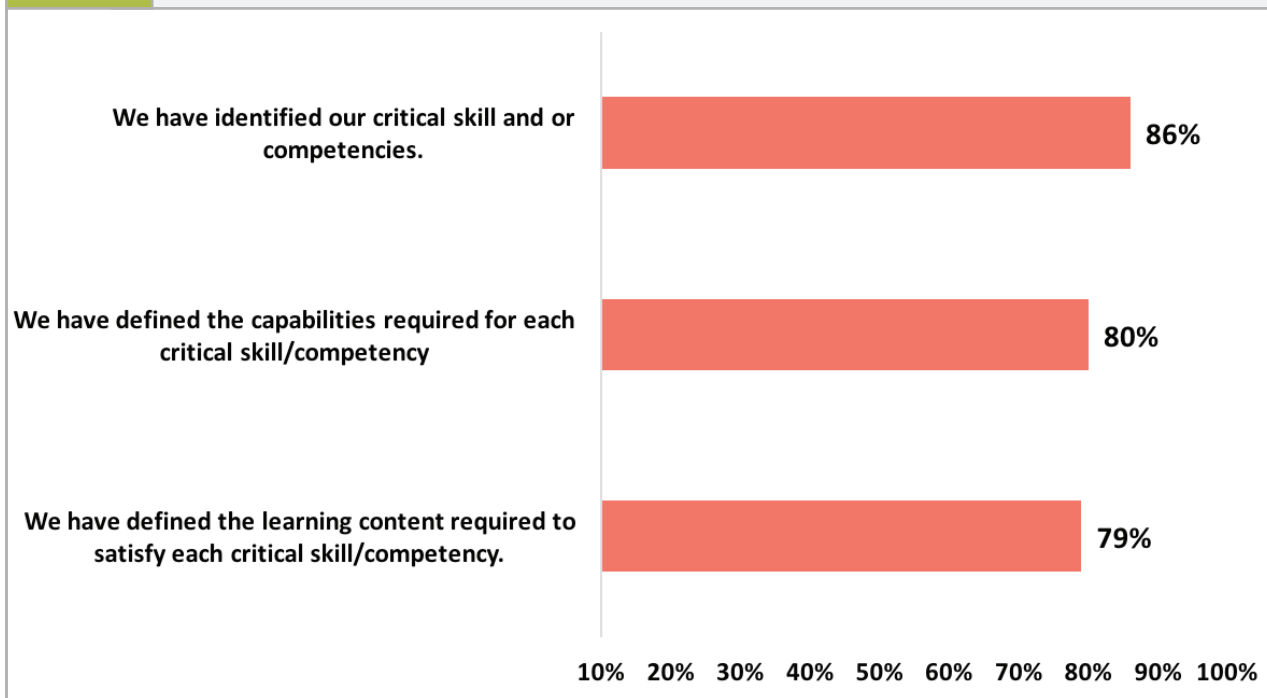 We have identified our critical skill and or
competencies.
86%
We have defined the capabilities required for each
critical skill/competency
80%
We have defined the learning content required to
satisfy each critical skill/competency.
79%
10% 20% 30% 40% 50% 60% 70% 80% 90% 100%